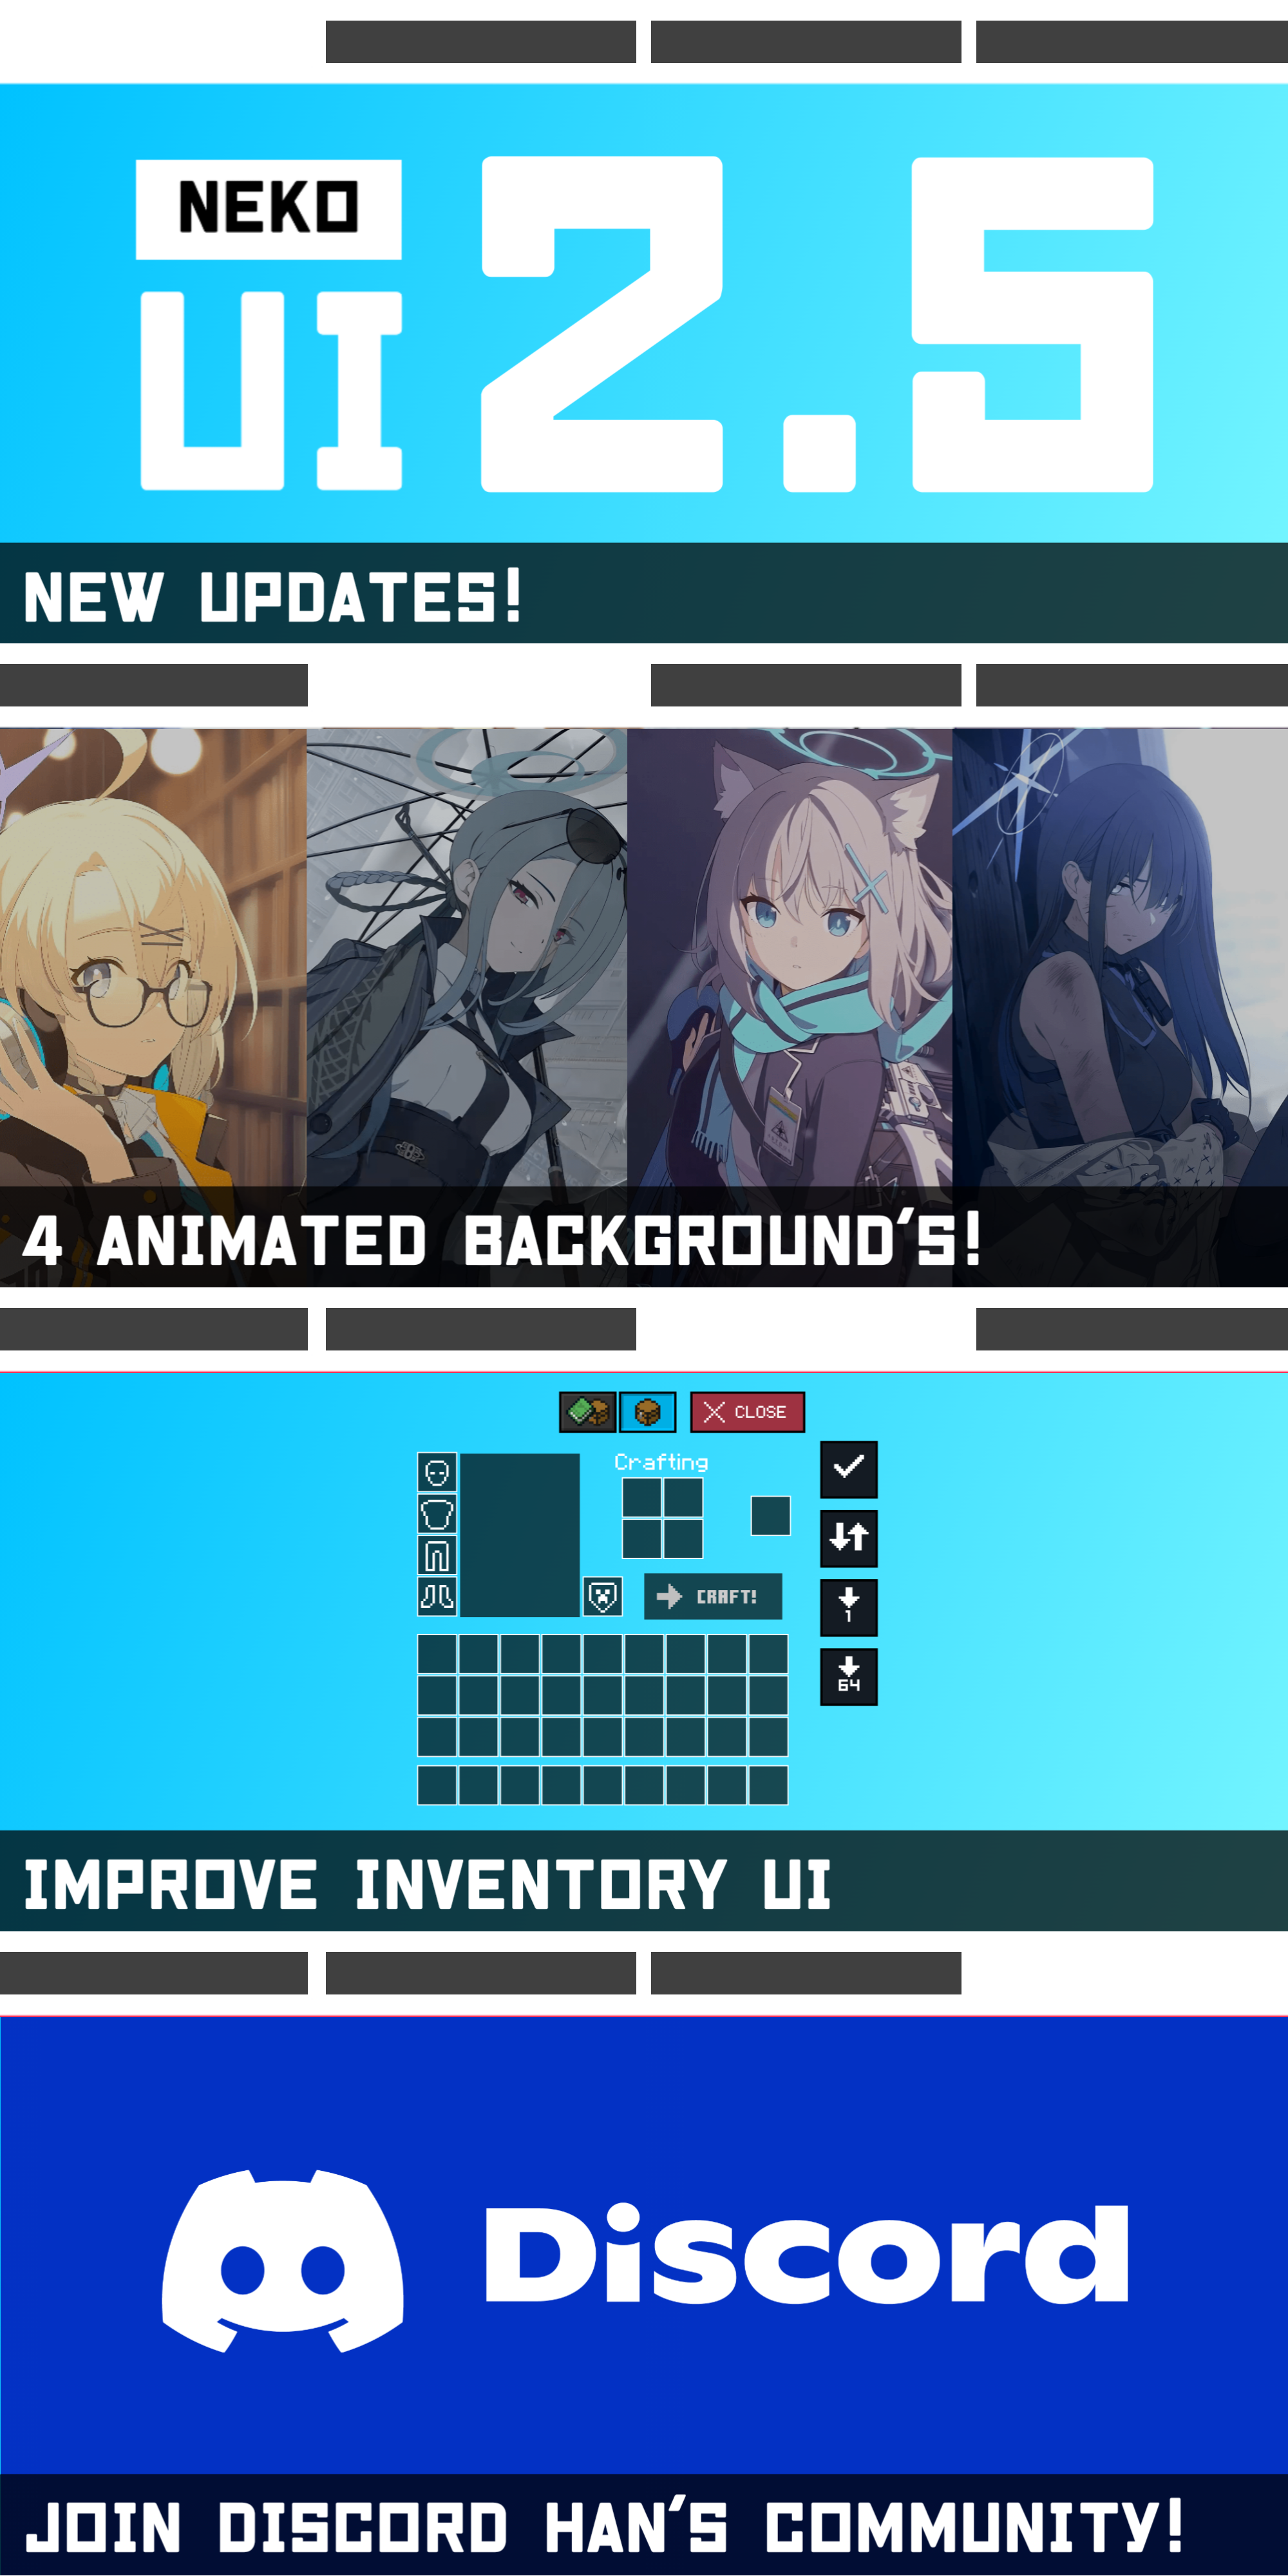 NEKO
UI 2.5
NEW UPDATES!
4 ANIMATED BACKGROUND'S!
CLOSE
Crafting
CRAFT!
1
64
IMPROVE INVENTORY UI
Discord
JOIN DISCORD HAN'S COMMUNITY!